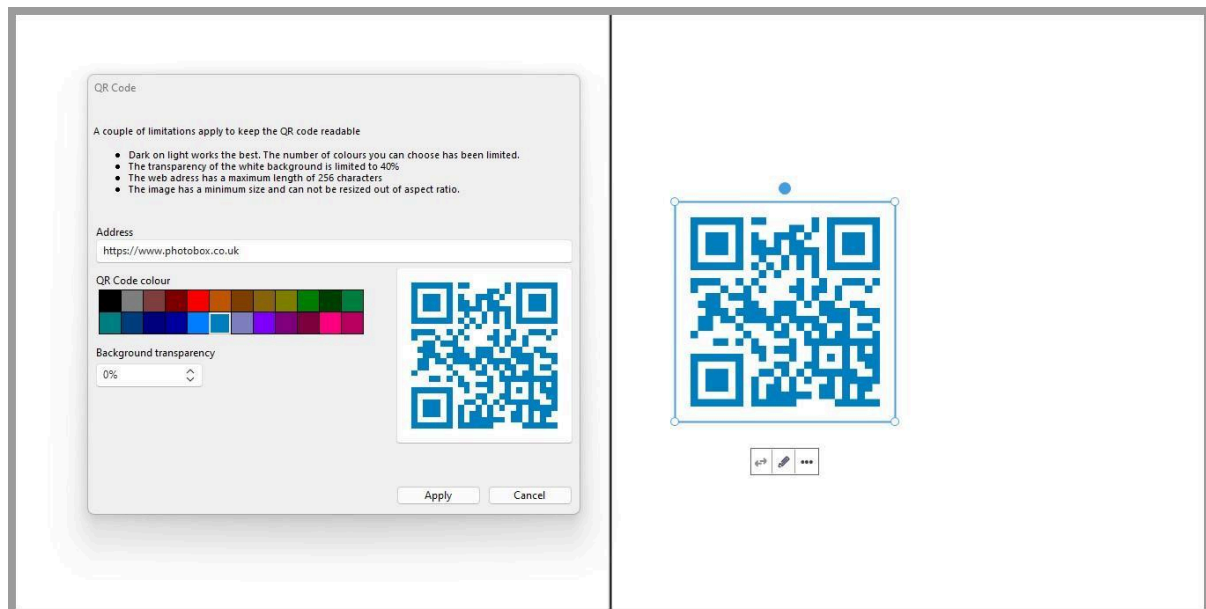 QR Code
A couple of limitations apply to keep the QR code readable
● Dark on light works the best. The number of colours you can choose has been limited.
● The transparency of the white background is limited to 40%
● The web adress has a maximum length of 256 characters
● The image has a minimum size and can not be resized out of aspect ratio.
Address
https://www.photobox.co.uk
QR Code colour
Background transparency
0%
Apply Cancel